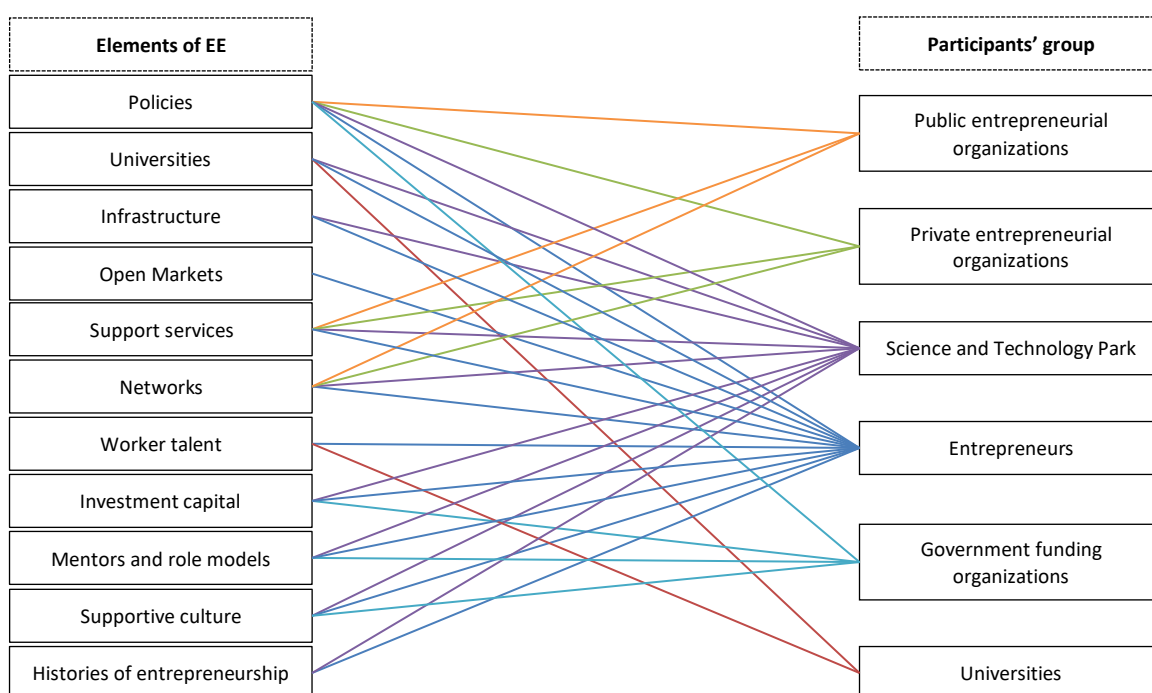 Elements of EE
Policies
Universities
Infrastructure
Open Markets
Support services
Networks
Worker talent
Investment capital
Mentors and role models
Supportive culture
Histories of entrepreneurship
Participants’ group
Public entrepreneurial
organizations
Private entrepreneurial
organizations
Science and Technology Park
Entrepreneurs
Government funding
organizations
Universities